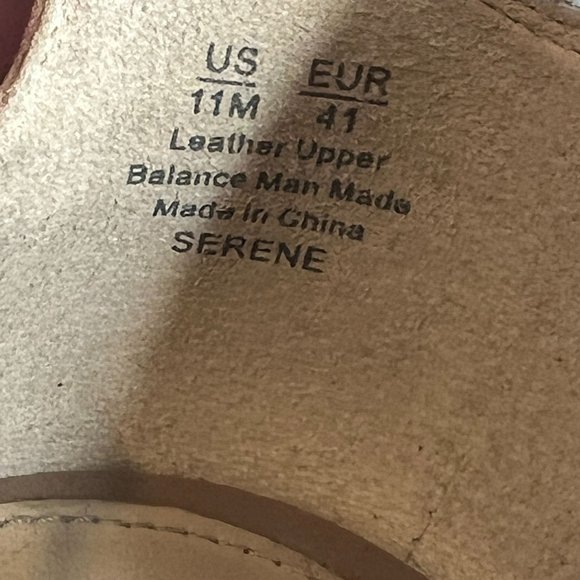 US EUR
11M 41
Leather Upper
Balance Man Made
Made in China
SERENE